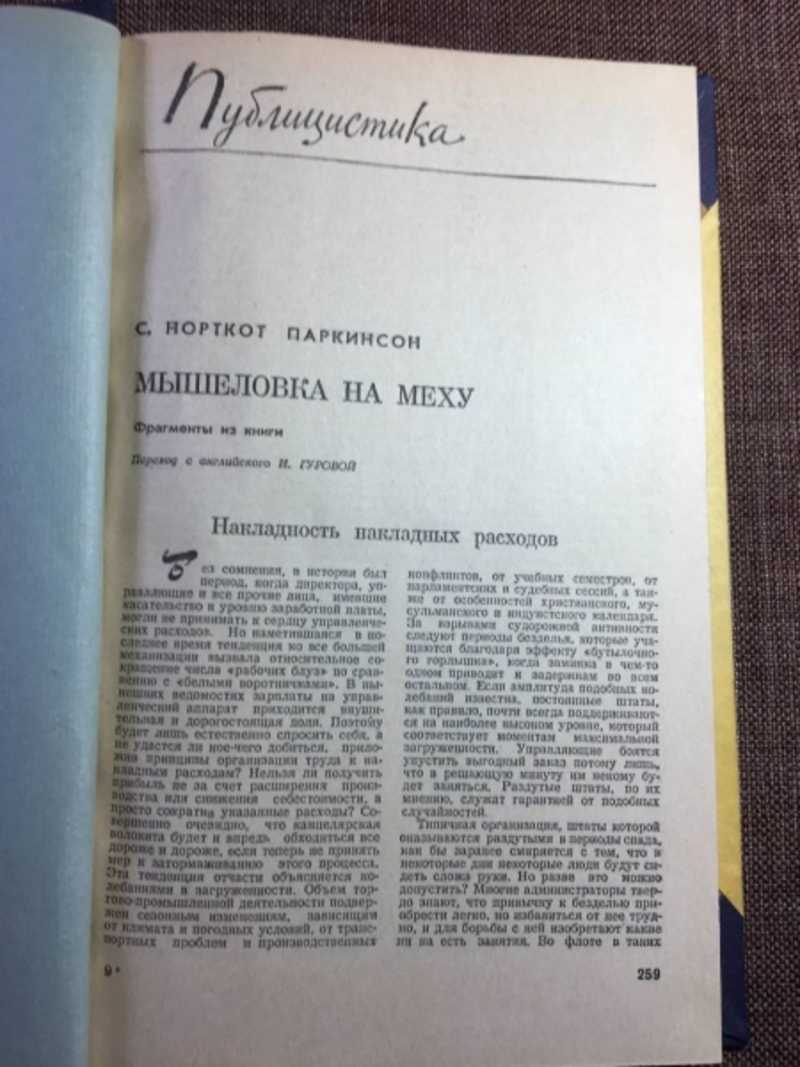 Публицистика
С. НОРТКОТ ПАРКИНСОН
МЫШЕЛОВКА НА МЕХУ
Фрагменты из книги
Перевод с английского И. ГУРОВОЙ
Накладность накладных расходов
Без сомнения, в истории был
период, когда директора, уп-
равляющие и все прочие лица, имевшие
касательство к уровню заработной платы,
могли не принимать к сердцу управленче-
ских расходов. Но наметившаяся в по-
следнее время тенденция ко все большей
механизации вызвала относительное со-
кращение числа «рабочих блуз» по срав-
нению с «белыми воротничками». В ны-
нешних ведомостях зарплаты на управ-
ленческий аппарат приходится внуши-
тельная и дорогостоящая доля. Поэтому
будет лишь естественно спросить себя, а
не удастся ли кое-чего добиться, прило-
жив принципы организации труда к на-
кладным расходам? Нельзя ли получить
прибыль не за счет расширения произ-
водства или снижения себестоимости, а
просто сократив указанные расходы? Со-
вершенно очевидно, что канцелярская
волокита будет и впредь обходиться все
дороже и дороже, если теперь не принять
мер к затормаживанию этого процесса.
Эта тенденция отчасти объясняется ко-
лебаниями в нагруженности. Объем тор-
гово-промышленной деятельности подвер-
жен сезонным изменениям, зависящим
от климата и погодных условий, от транс-
портных проблем и производственных
конфликтов, от учебных семестров, от
парламентских и судебных сессий, а так-
же от особенностей христианского, му-
сульманского и индуистского календаря.
За взрывами судорожной активности
следуют периоды безделья, которые уча-
щаются благодаря эффекту «бутылочно-
го горлышка», когда заминка в чем-то
одном приводит к задержкам во всем
остальном. Если амплитуда подобных ко-
лебаний известна, постоянные штаты,
как правило, почти всегда поддерживают-
ся на наиболее высоком уровне, который
соответствует моментам максимальной
загруженности. Управляющие боятся
упустить выгодный заказ потому лишь,
что в решающую минуту им некому бу-
дет заняться. Раздутые штаты, по их
мнению, служат гарантией от подобных
случайностей.
Типичная организация, штаты которой
оказываются раздутыми в периоды спада,
как бы заранее смиряется с тем, что в
некоторые дни некоторые люди будут си-
деть сложа руки. Но разве это можно
допустить? Многие администраторы твер-
до знают, что привычку к безделью при-
обрести легко, но избавиться от нее труд-
но, и для борьбы с ней изобретают какие
ни на есть занятия. Во флоте в таких
9*
259